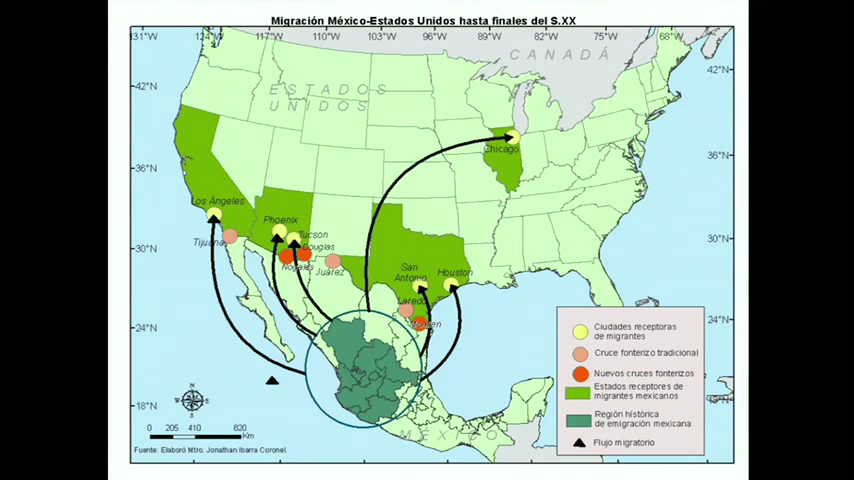 Migración México-Estados Unidos hasta finales del S.XX
131°W 124°W 117°W 110°W 103°W 96°W 89°W 82°W 75°W 68°W
CANADÁ
42°N 42°N
ESTADOS
UNIDOS
Chicago
36°N 36°N
Los Ángeles
Phoenix
Tucson
Tijuana
Douglas
30°N 30°N
Nogales
Juárez
San
Antonio
Houston
Laredo
24°N 24°N
Ciudades receptoras
de migrantes
Cruce fonterizo tradicional
Nuevos cruces fonterizos
Estados receptores de
migrantes mexicanos
Región histórica
de emigración mexicana
Flujo migratorio
N
W E
S
18°N
MÉXICO
0 205 410 820
Km
Fuente: Elaboró Mtro. Jonathan Ibarra Coronel.